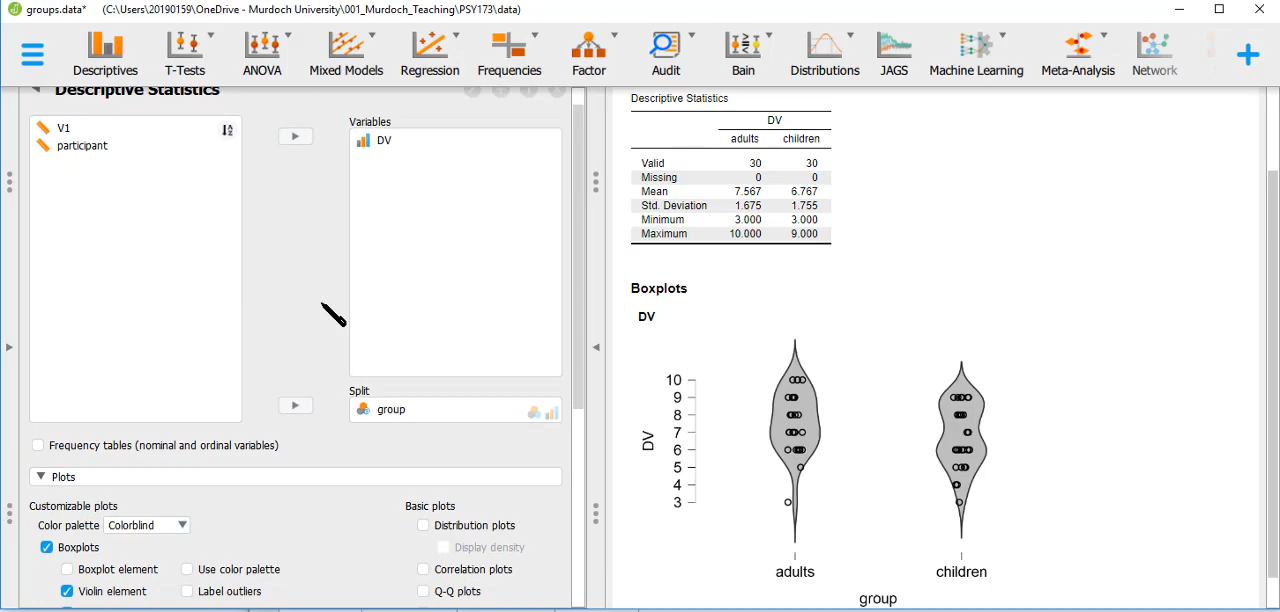 groups.data* (C:\Users\20190159\OneDrive - Murdoch University\001_Murdoch_Teaching\PSY173\data)
Descriptives T-Tests ANOVA Mixed Models Regression Frequencies Factor Audit Bain Distributions JAGS Machine Learning Meta-Analysis Network
Descriptive Statistics
V1
participant
Variables
DV
Split
group
Frequency tables (nominal and ordinal variables)
Plots
Customizable plots
Color palette Colorblind
Boxplots
Boxplot element Use color palette
Violin element Label outliers
Basic plots
Distribution plots
Display density
Correlation plots
Q-Q plots
Descriptive Statistics
DV
adults children
Valid 30 30
Missing 0 0
Mean 7.567 6.767
Std. Deviation 1.675 1.755
Minimum 3.000 3.000
Maximum 10.000 9.000
Boxplots
DV
10
9
8
7
6
5
4
3
DV
adults children
group